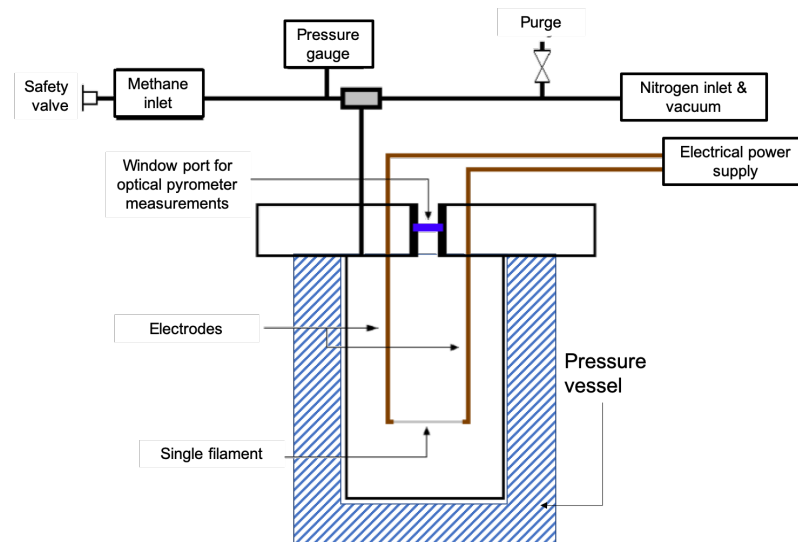 Purge
Pressure
gauge
Safety
valve
Methane
inlet
Nitrogen inlet &
vacuum
Electrical power
supply
Window port for
optical pyrometer
measurements
Electrodes
Pressure
vessel
Single filament